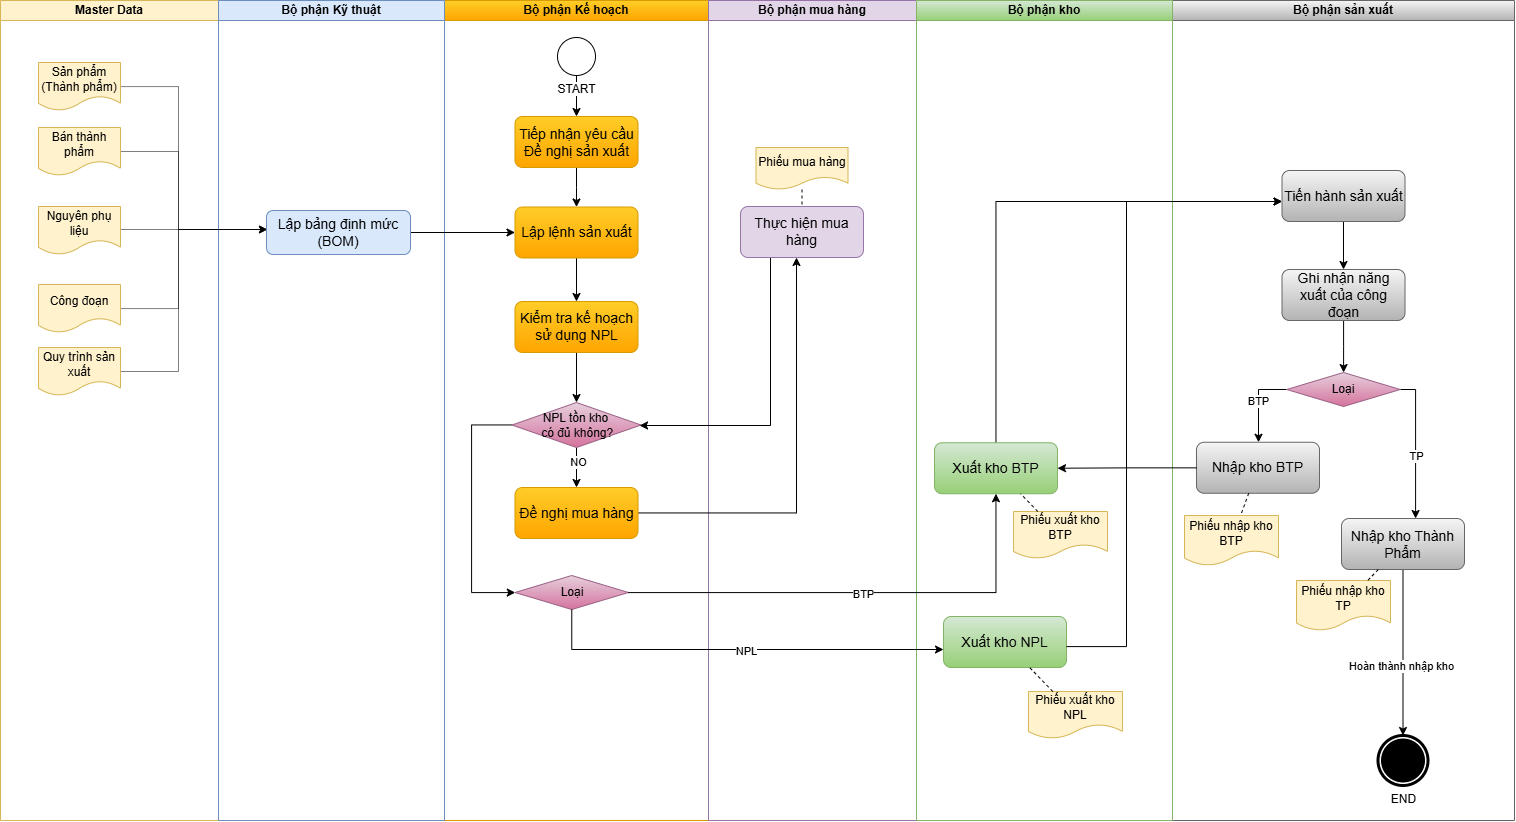 Master Data
Bộ phận Kỹ thuật
Bộ phận Kế hoạch
Bộ phận mua hàng
Bộ phận kho
Bộ phận sản xuất
Sản phẩm
(Thành phẩm)
Bán thành
phẩm
Nguyên phụ
liệu
Công đoạn
Quy trình sản
xuất
Lập bảng định mức
(BOM)
START
Tiếp nhận yêu cầu
Đề nghị sản xuất
Lập lệnh sản xuất
Kiểm tra kế hoạch
sử dụng NPL
NPL tồn kho
có đủ không?
NO
Đề nghị mua hàng
Loại
BTP
NPL
Phiếu mua hàng
Thực hiện mua
hàng
Xuất kho BTP
Phiếu xuất kho
BTP
Xuất kho NPL
Phiếu xuất kho
NPL
Tiến hành sản xuất
Ghi nhận năng
xuất của công
đoạn
Loại
BTP
TP
Nhập kho BTP
Phiếu nhập kho
BTP
Nhập kho Thành
Phẩm
Phiếu nhập kho
TP
Hoàn thành nhập kho
END